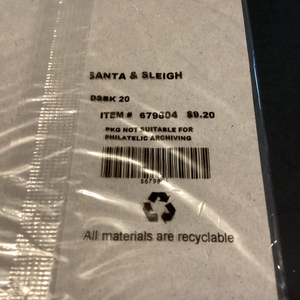 SANTA & SLEIGH
DSBK 20
ITEM # 679804 $9.20
PKG NOT SUITABLE FOR
PHILATELIC ARCHIVING
All materials are recyclable